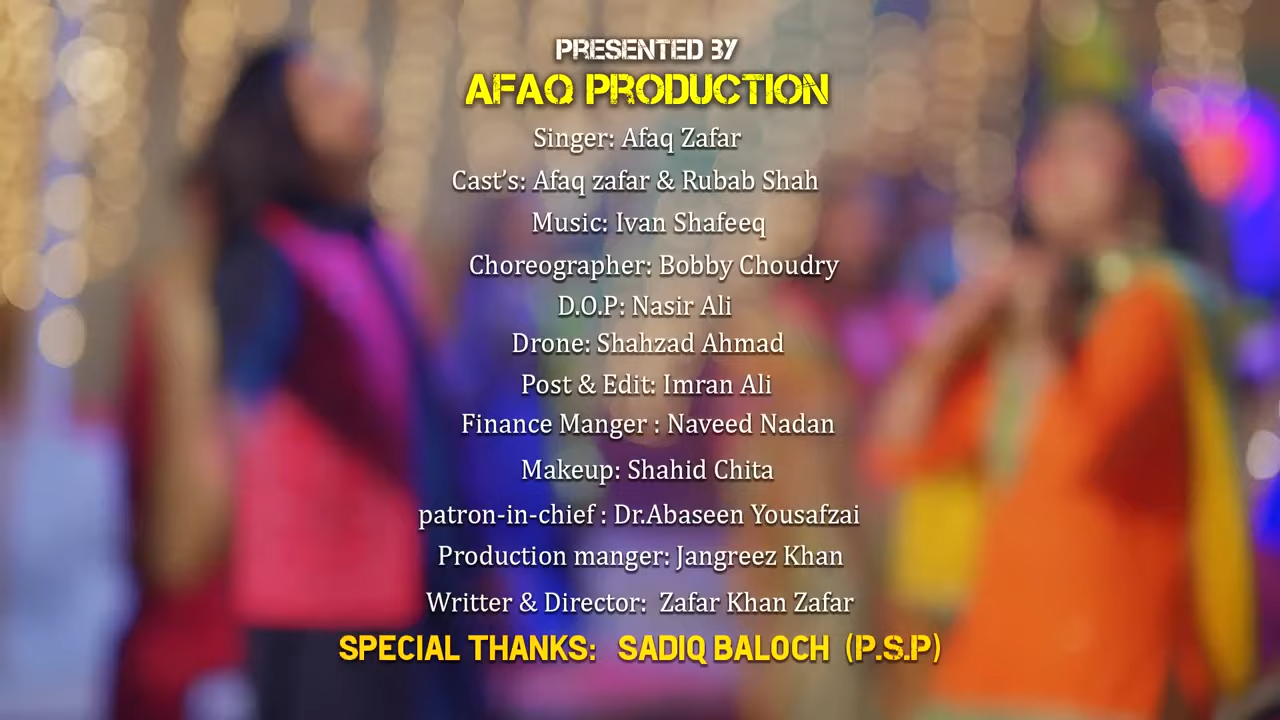 PRESENTED BY
AFAQ PRODUCTION
Singer: Afaq Zafar
Cast's: Afaq zafar & Rubab Shah
Music: Ivan Shafeeq
Choreographer: Bobby Choudry
D.O.P: Nasir Ali
Drone: Shahzad Ahmad
Post & Edit: Imran Ali
Finance Manger : Naveed Nadan
Makeup: Shahid Chita
patron-in-chief : Dr.Abaseen Yousafzai
Production manger: Jangreez Khan
Writter & Director:  Zafar Khan Zafar
SPECIAL THANKS:  SADIQ BALOCH (P.S.P)